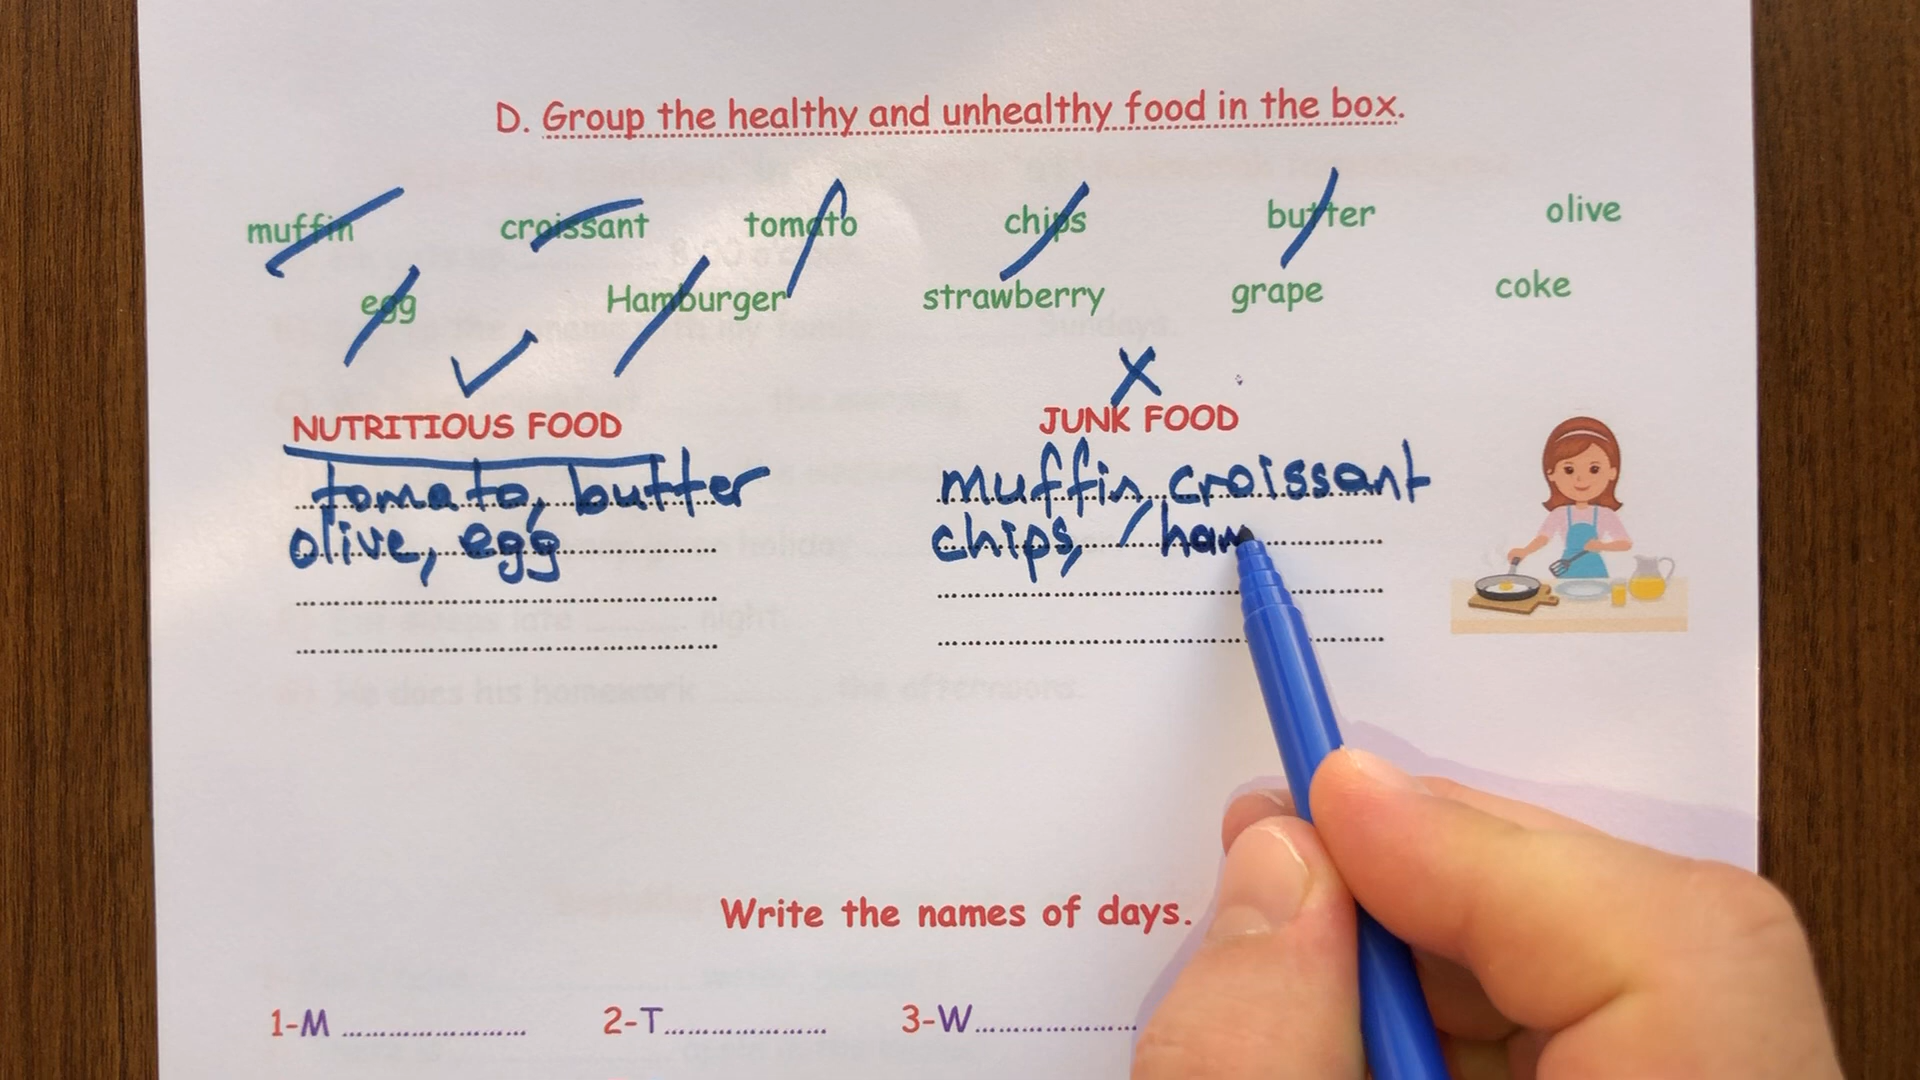 D. Group the healthy and unhealthy food in the box.
muffin croissant tomato chips butter olive
egg Hamburger strawberry grape coke
NUTRITIOUS FOOD
tomato, butter
olive, egg
JUNK FOOD
muffin, croissant
chips, / ham
Write the names of days.
1-M ........................ 2-T..................... 3-W.....................